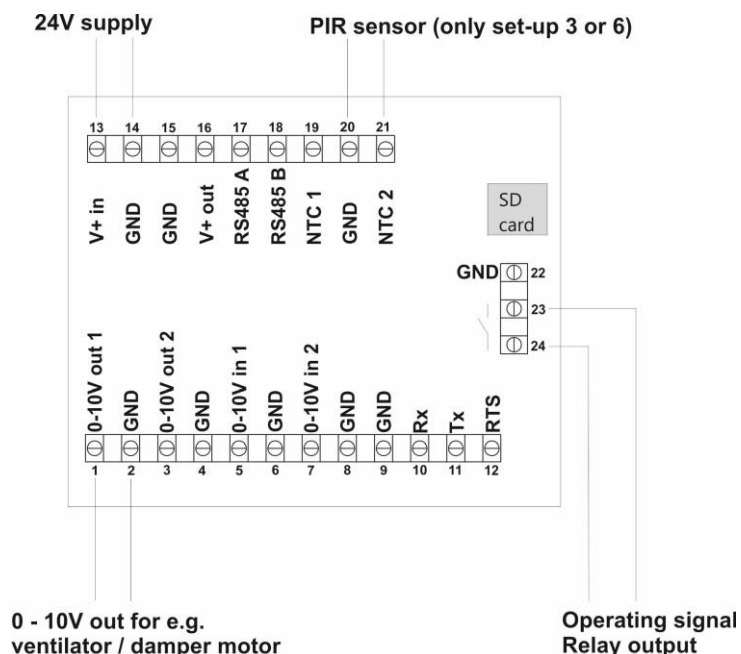 24V supply
PIR sensor (only set-up 3 or 6)
13 14 15 16 17 18 19 20 21
V+ in
GND
GND
V+ out
RS485 A
RS485 B
NTC 1
GND
NTC 2
SD
card
GND 22
23
24
0-10V out 1
GND
0-10V out 2
GND
0-10V in 1
GND
0-10V in 2
GND
GND
Rx
Tx
RTS
1 2 3 4 5 6 7 8 9 10 11 12
0 - 10V out for e.g.
ventilator / damper motor
Operating signal
Relay output